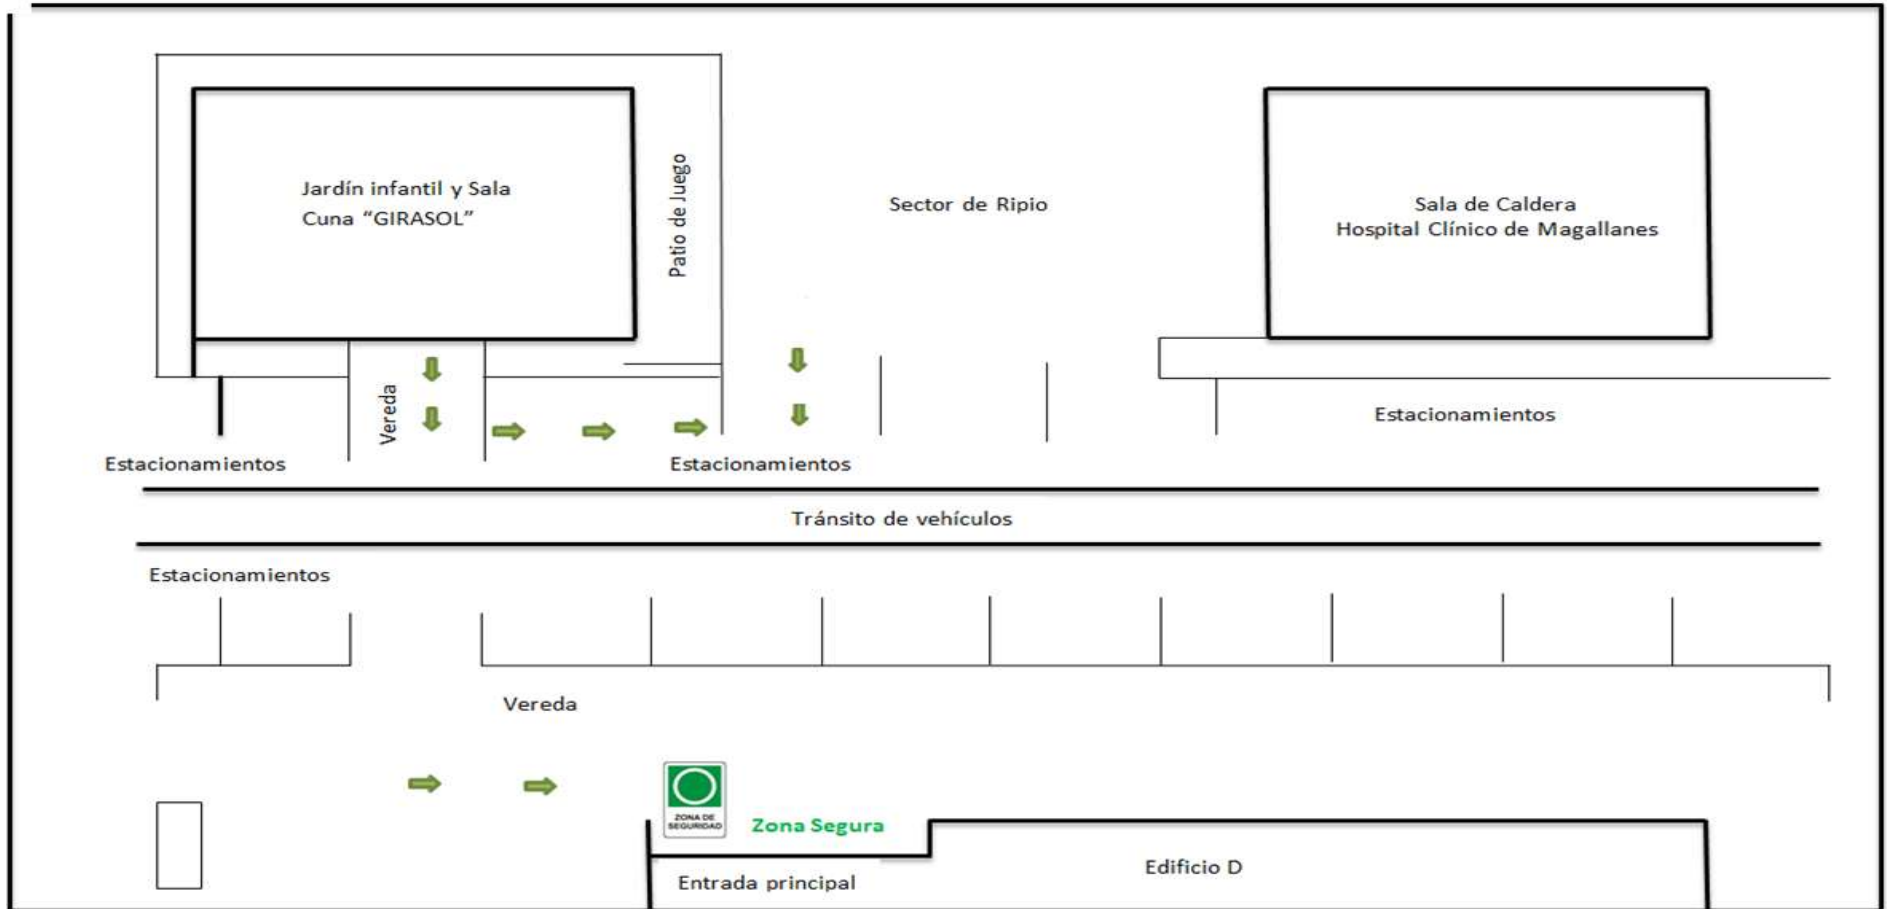 Jardín infantil y Sala
Cuna “GIRASOL”
Patio de Juego
Sector de Ripio
Sala de Caldera
Hospital Clínico de Magallanes
Vereda
Estacionamientos
Estacionamientos
Estacionamientos
Tránsito de vehículos
Estacionamientos
Vereda
ZONA DE
SEGURIDAD
Zona Segura
Entrada principal
Edificio D